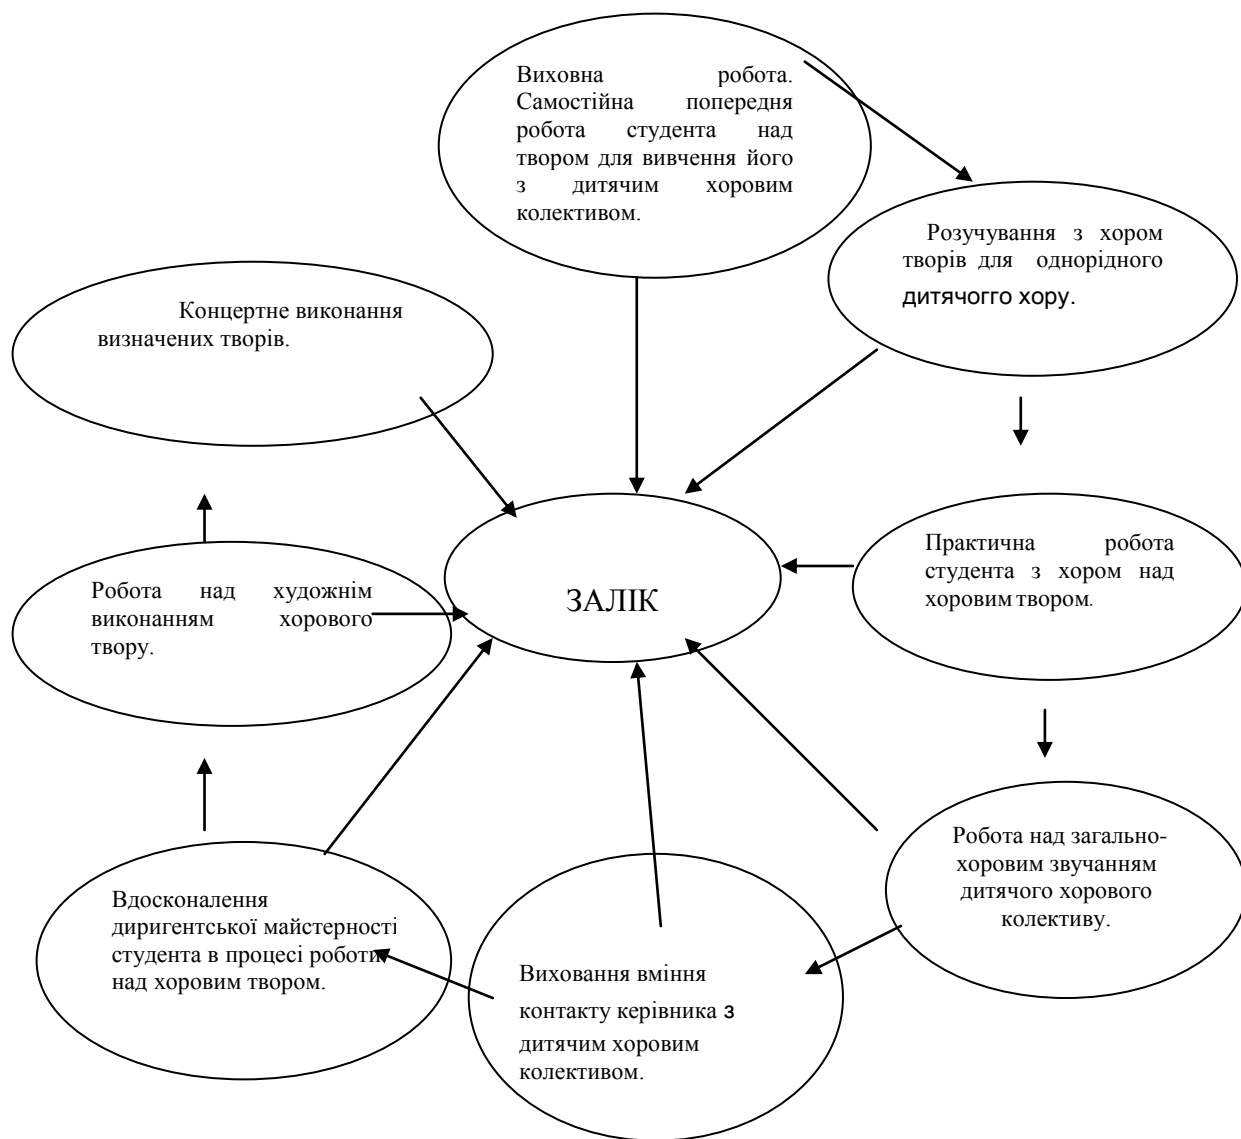 Виховна робота.
Самостійна попередня
робота студента над
твором для вивчення його
з дитячим хоровим
колективом.
Розучування з хором
творів для однорідного
дитячогго хору.
Концертне виконання
визначених творів.
Практична робота
студента з хором над
хоровим твором.
ЗАЛІК
Робота над художнім
виконанням хорового
твору.
Робота над загально-
хоровим звучанням
дитячого хорового
колективу.
Вдосконалення
диригентської майстерності
студента в процесі роботи
над хоровим твором.
Виховання вміння
контакту керівника з
дитячим хоровим
колективом.